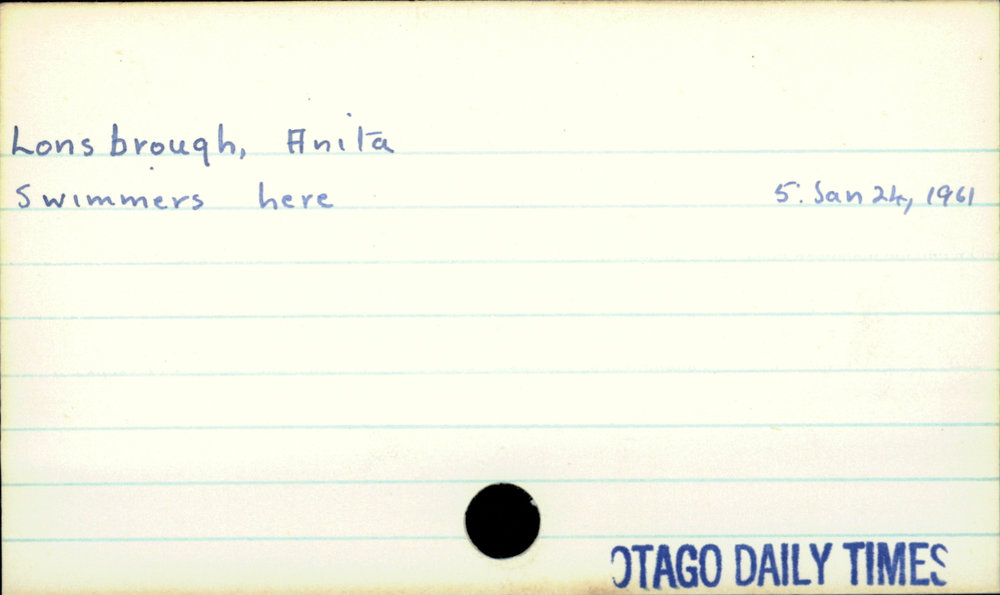 Lonsbrough, Anita
Swimmers here 5: Jan 24, 1961
OTAGO DAILY TIMES